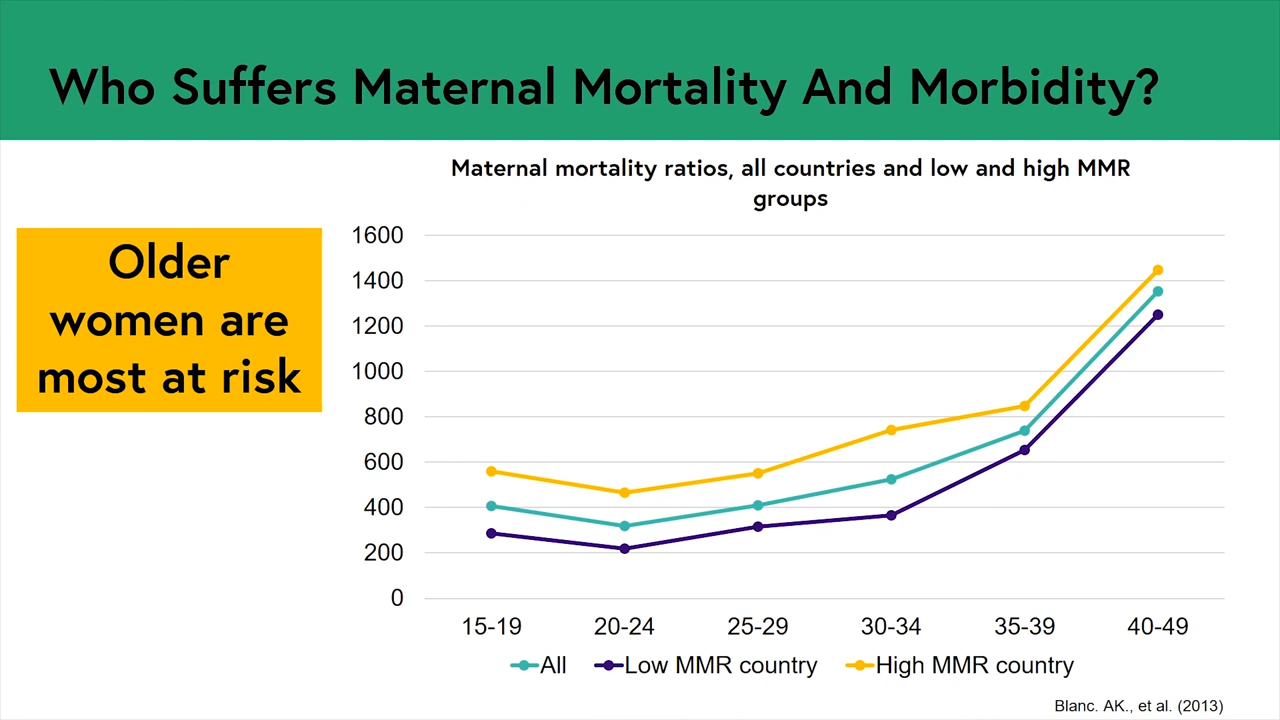 Who Suffers Maternal Mortality And Morbidity?
Maternal mortality ratios, all countries and low and high MMR
groups
Older
women are
most at risk
1600
1400
1200
1000
800
600
400
200
0
15-19 20-24 25-29 30-34 35-39 40-49
All Low MMR country High MMR country
Blanc. AK., et al. (2013)